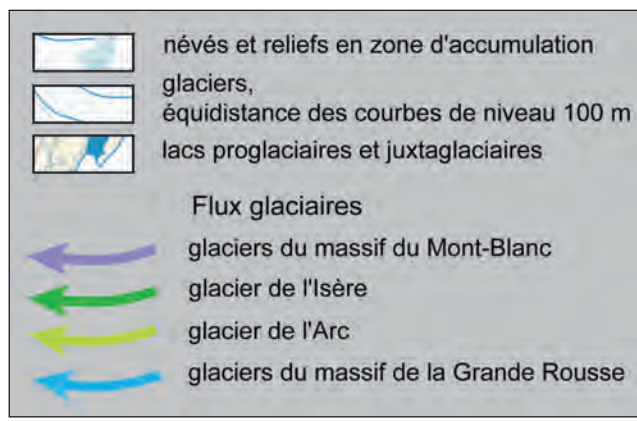 névés et reliefs en zone d'accumulation
glaciers,
équidistance des courbes de niveau 100 m
lacs proglaciaires et juxtaglaciaires
Flux glaciaires
glaciers du massif du Mont-Blanc
glacier de l'Isère
glacier de l'Arc
glaciers du massif de la Grande Rousse